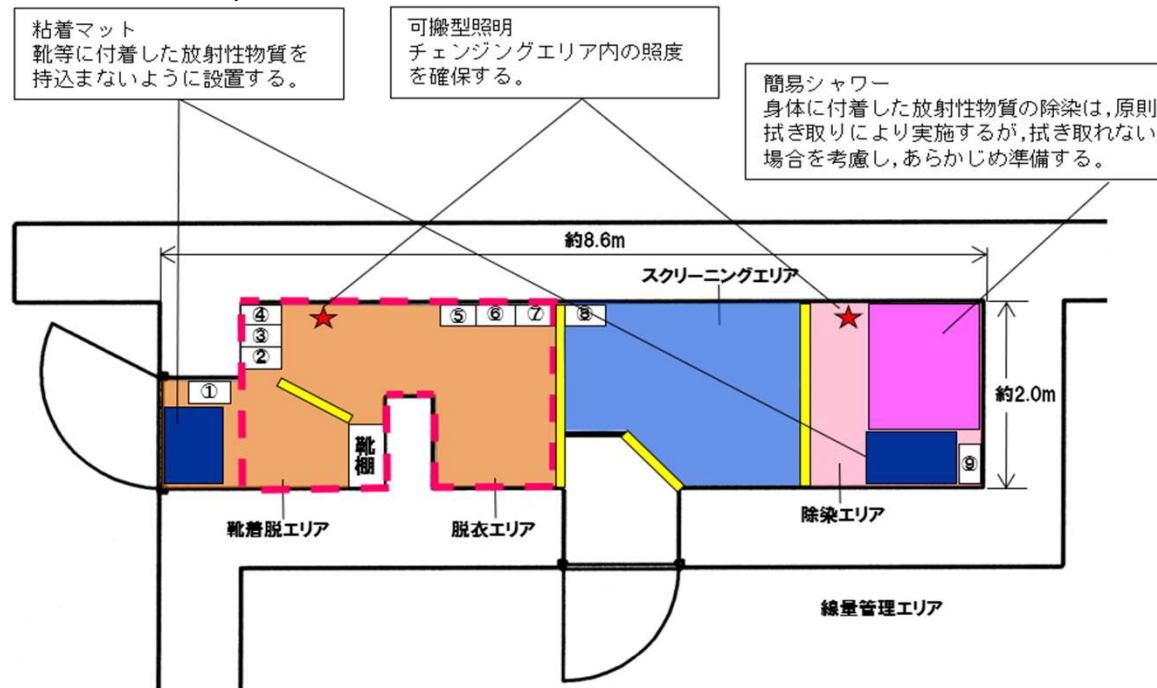 粘着マット
靴等に付着した放射性物質を
持込まないように設置する。
可搬型照明
チェンジングエリア内の照度
を確保する。
簡易シャワー
身体に付着した放射性物質の除染は,原則
拭き取りにより実施するが,拭き取れない
場合を考慮し,あらかじめ準備する。
約8.6m
スクリーニングエリア
④
③
②
①
⑤
⑥
⑦
⑧
約2.0m
靴棚
⑨
靴着脱エリア
脱衣エリア
除染エリア
線量管理エリア